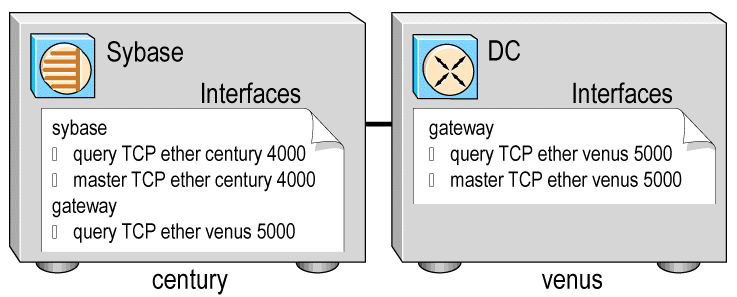 Sybase
Interfaces
sybase
query TCP ether century 4000
master TCP ether century 4000
gateway
query TCP ether venus 5000
century
DC
Interfaces
gateway
query TCP ether venus 5000
master TCP ether venus 5000
venus